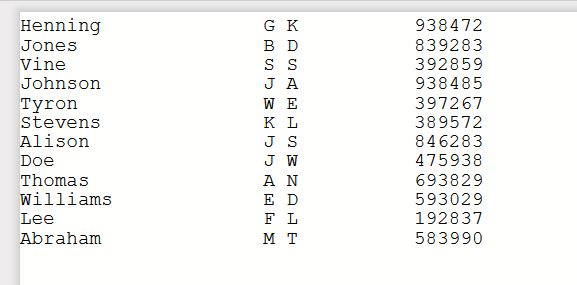 Henning G K 938472
Jones B D 839283
Vine S S 392859
Johnson J A 938485
Tyron W E 397267
Stevens K L 389572
Alison J S 846283
Doe J W 475938
Thomas A N 693829
Williams E D 593029
Lee F L 192837
Abraham M T 583990